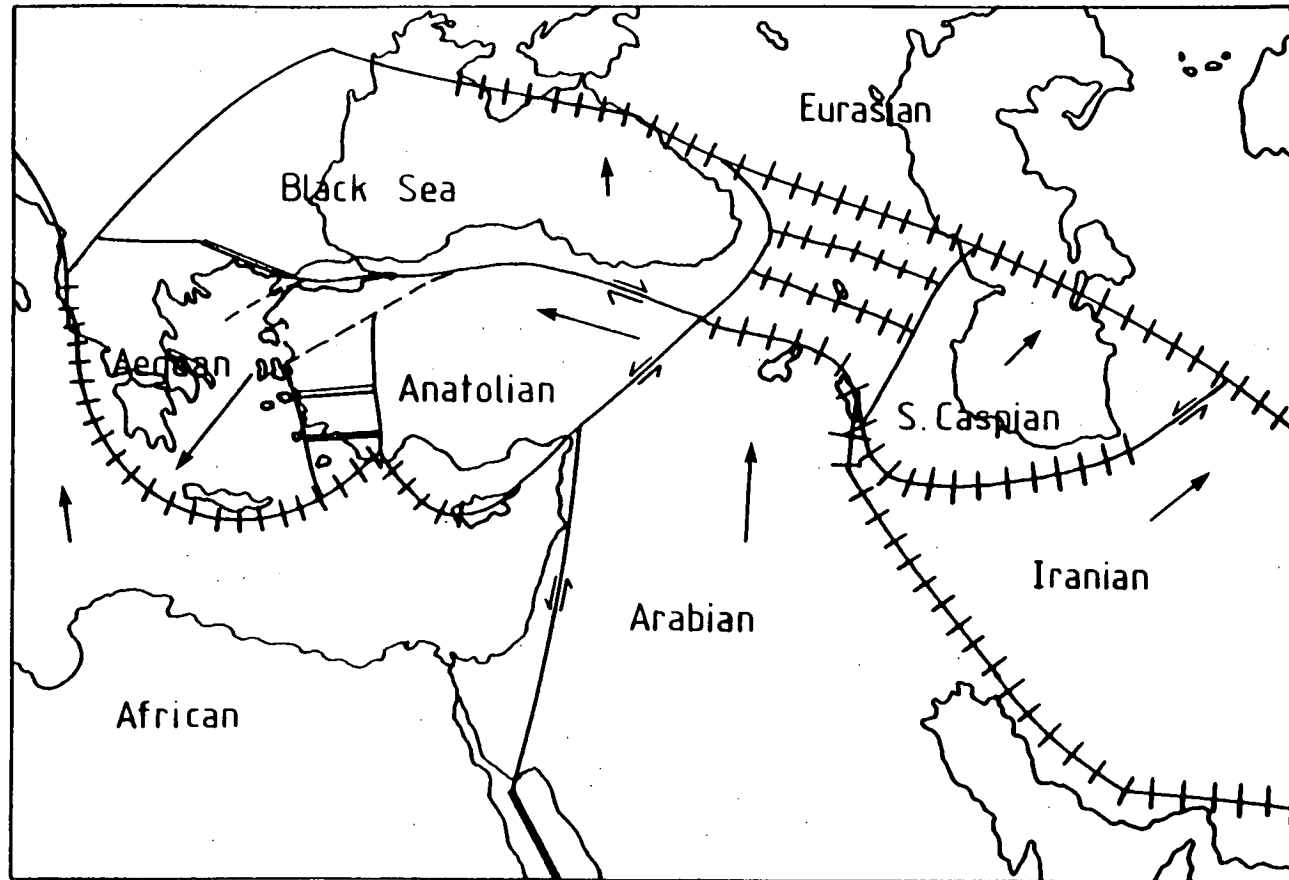 Eurasian
Black Sea
Aegean
Anatolian
S. Caspian
Iranian
Arabian
African